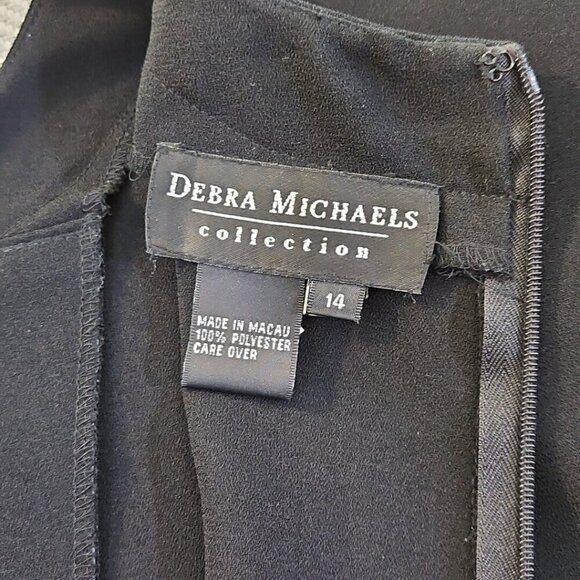 DEBRA MICHAELS
collection
14
MADE IN MACAU
100% POLYESTER
CARE OVER